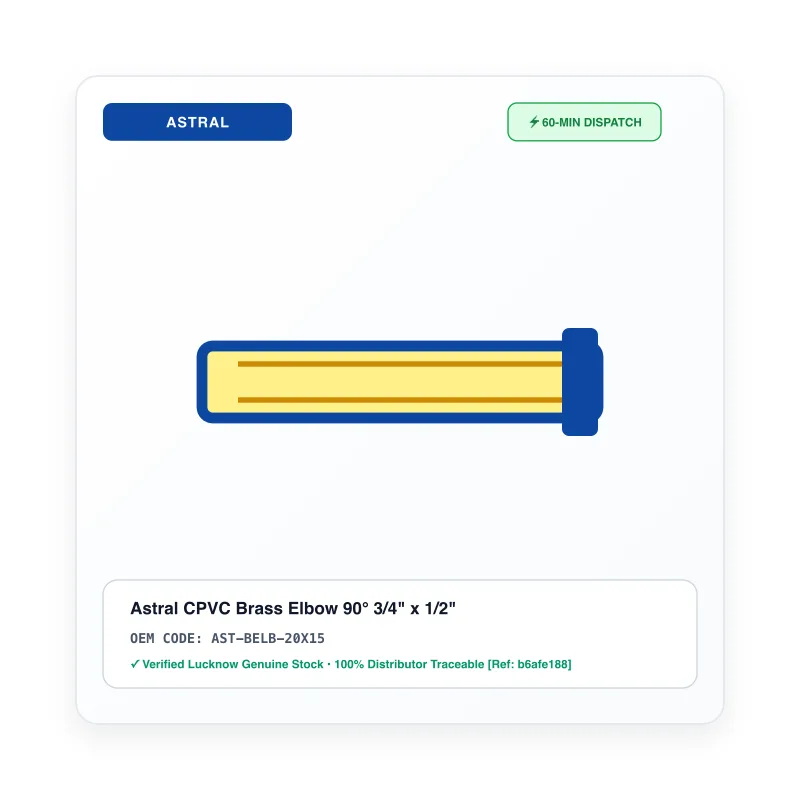 ASTRAL
⚡ 60-MIN DISPATCH
Astral CPVC Brass Elbow 90° 3/4" x 1/2"
OEM CODE: AST-BELB-20X15
✓ Verified Lucknow Genuine Stock · 100% Distributor Traceable [Ref: b6afe188]